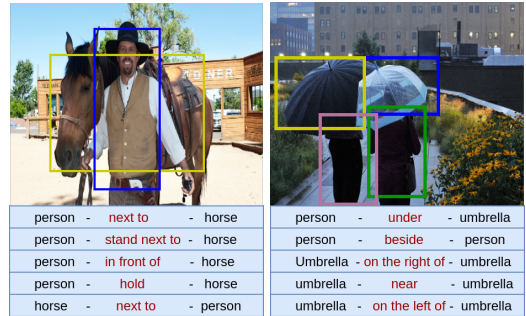 person - next to - horse
person - stand next to - horse
person - in front of - horse
person - hold - horse
horse - next to - person
person - under - umbrella
person - beside - person
Umbrella - on the right of - umbrella
umbrella - near - umbrella
umbrella - on the left of - umbrella